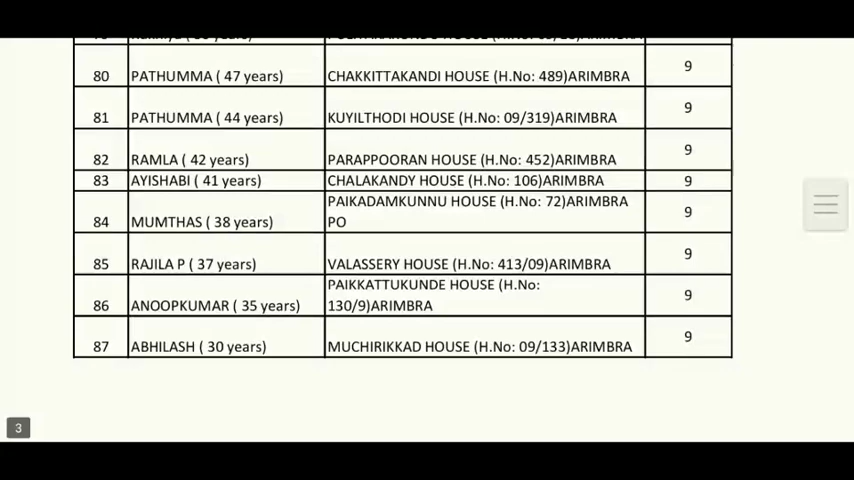 80 PATHUMMA ( 47 years) CHAKKITTAKANDI HOUSE (H.No: 489)ARIMBRA 9
81 PATHUMMA ( 44 years) KUYILTHODI HOUSE (H.No: 09/319)ARIMBRA 9
82 RAMLA ( 42 years) PARAPPOORAN HOUSE (H.No: 452)ARIMBRA 9
83 AYISHABI ( 41 years) CHALAKANDY HOUSE (H.No: 106)ARIMBRA 9
PAIKADAMKUNNU HOUSE (H.No: 72)ARIMBRA
84 MUMTHAS ( 38 years) PO 9
85 RAJILA P ( 37 years) VALASSERY HOUSE (H.No: 413/09)ARIMBRA 9
PAIKKATTUKUNDE HOUSE (H.No:
86 ANOOPKUMAR ( 35 years) 130/9)ARIMBRA 9
87 ABHILASH ( 30 years) MUCHIRIKKAD HOUSE (H.No: 09/133)ARIMBRA 9
3